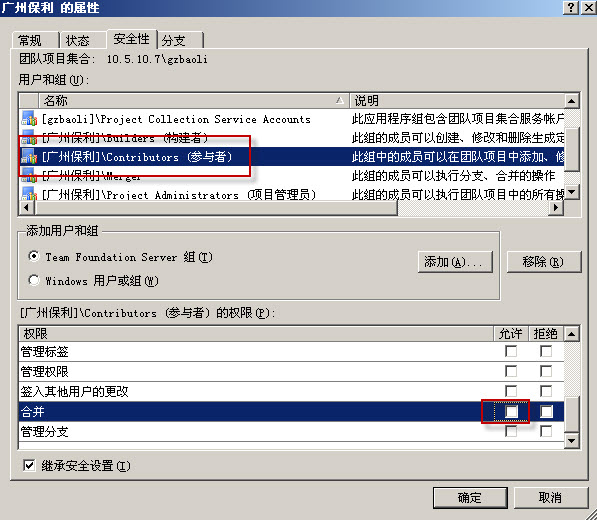 广州保利 的属性
常规 状态 安全性 分支
团队项目集合: 10.5.10.7\gzbaoli
用户和组(U):
名称 说明
[gzbaoli]\Project Collection Service Accounts 此应用程序组包含团队项目集合服务帐户
[广州保利]\Builders (构建者) 此组的成员可以创建、修改和删除生成定
[广州保利]\Contributors (参与者) 此组中的成员可以在团队项目中添加、修
[广州保利]\Merger 此组的成员可以执行分支、合并的操作
[广州保利]\Project Administrators (项目管理员) 此组的成员可以执行团队项目中的所有操
添加用户和组
Team Foundation Server 组(T)
Windows 用户或组(W)
添加(A)...
移除(R)
[广州保利]\Contributors (参与者) 的权限(P):
权限 允许 拒绝
管理标签
管理权限
签入其他用户的更改
合并
管理分支
继承安全设置(I)
确定 取消